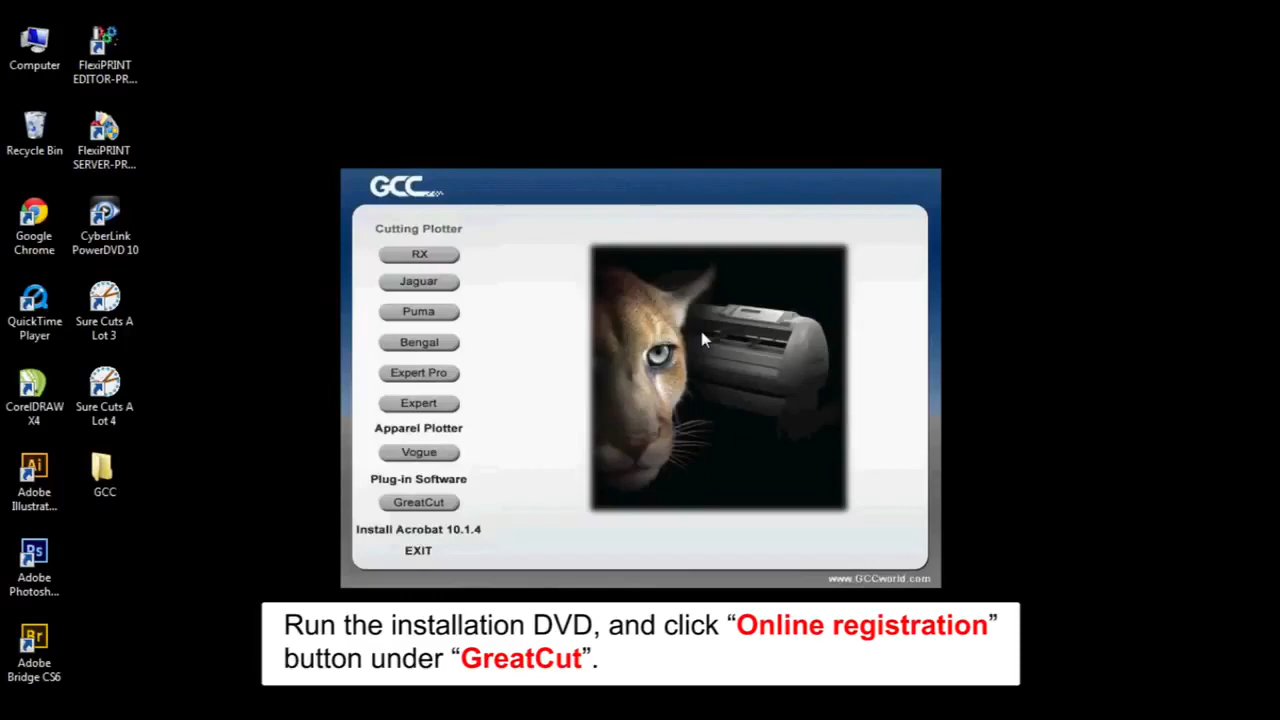 Computer
FlexiPRINT
EDITOR-PR...
Recycle Bin
FlexiPRINT
SERVER-PR...
Google
Chrome
CyberLink
PowerDVD 10
QuickTime
Player
Sure Cuts A
Lot 3
CorelDRAW
X4
Sure Cuts A
Lot 4
Ai
Adobe
Illustrat...
GCC
Ps
Adobe
Photosh...
Br
Adobe
Bridge CS6
GCC
Cutting Plotter
RX
Jaguar
Puma
Bengal
Expert Pro
Expert
Apparel Plotter
Vogue
Plug-in Software
GreatCut
Install Acrobat 10.1.4
EXIT
www.GCCworld.com
Run the installation DVD, and click “Online registration”
button under “GreatCut”.